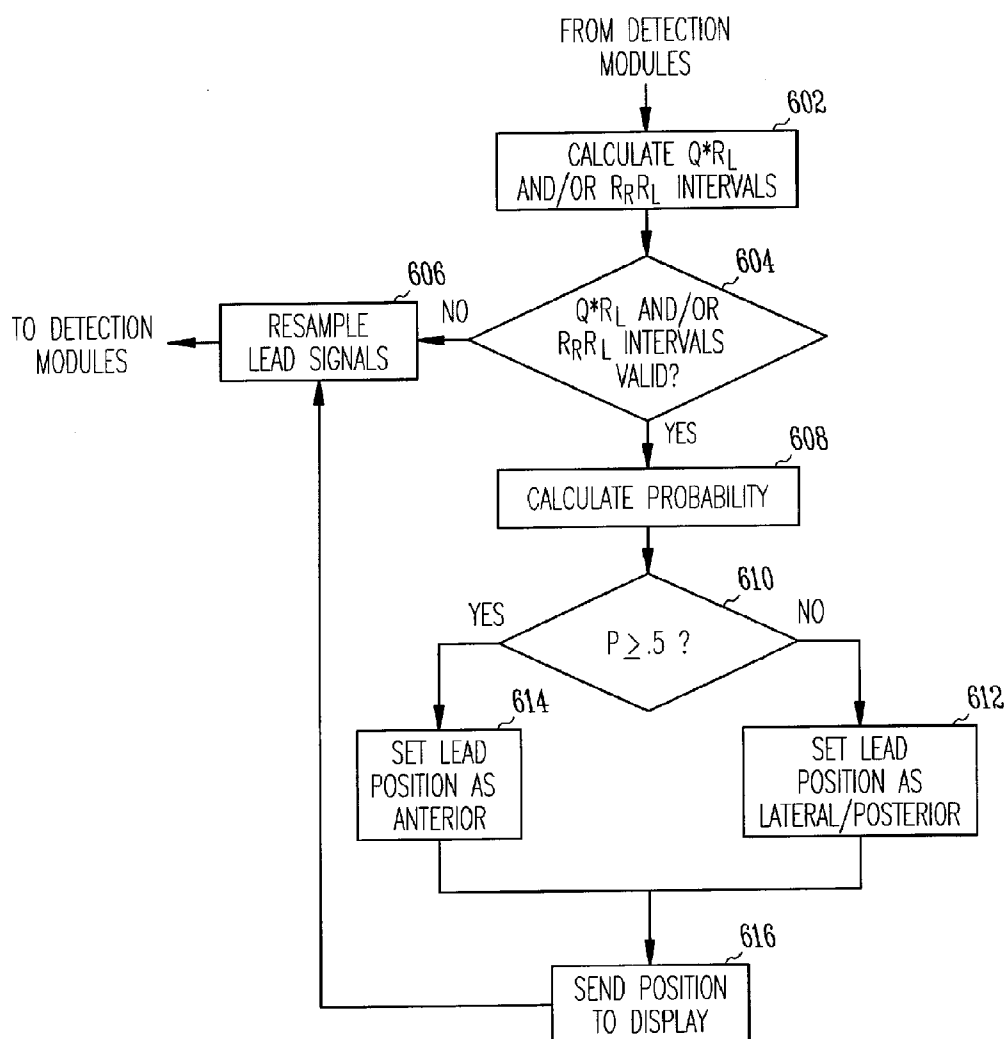 FROM DETECTION
MODULES
602
CALCULATE Q*RL
AND/OR RRRL INTERVALS
604
Q*RL AND/OR
RRRL INTERVALS
VALID?
NO
606
RESAMPLE
LEAD SIGNALS
TO DETECTION
MODULES
YES
608
CALCULATE PROBABILITY
610
P ≥ .5 ?
YES
NO
614
SET LEAD
POSITION AS
ANTERIOR
612
SET LEAD
POSITION AS
LATERAL/POSTERIOR
616
SEND POSITION
TO DISPLAY